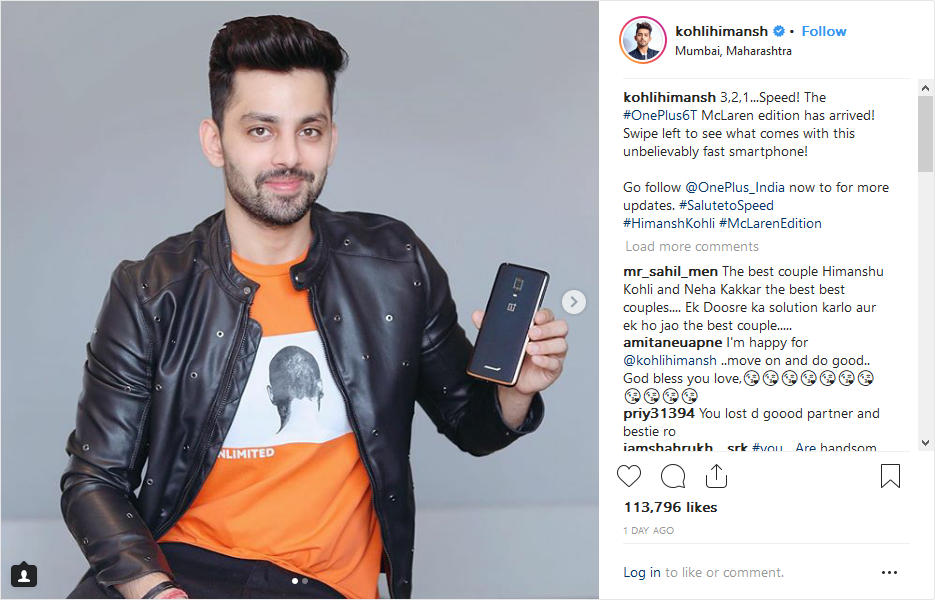 NLIMITED
kohlihimansh • Follow
Mumbai, Maharashtra
kohlihimansh 3,2,1...Speed! The
#OnePlus6T McLaren edition has arrived!
Swipe left to see what comes with this
unbelievably fast smartphone!
Go follow @OnePlus_India now to for more
updates. #SalutetoSpeed
#HimanshKohli #McLarenEdition
Load more comments
mr_sahil_men The best couple Himanshu
Kohli and Neha Kakkar the best best
couples.... Ek Doosre ka solution karlo aur
ek ho jao the best couple.....
amitaneuapne I'm happy for
@kohlihimansh ..move on and do good..
God bless you love,😘😘😘😘😘😘😘
😘😘😘😘
priy31394 You lost d goood partner and
bestie ro
iamshahrukh__srk #you...Are handsom
113,796 likes
1 DAY AGO
Log in to like or comment.